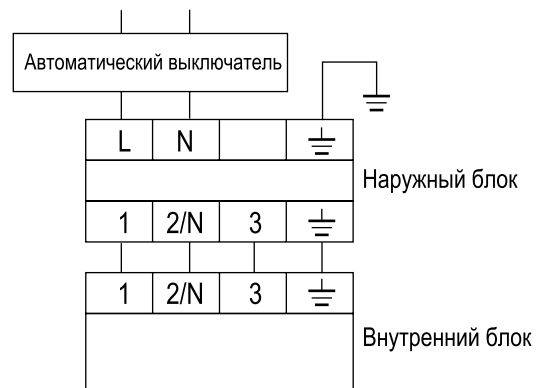 Автоматический выключатель
L N
Наружный блок
1 2/N 3
1 2/N 3
Внутренний блок